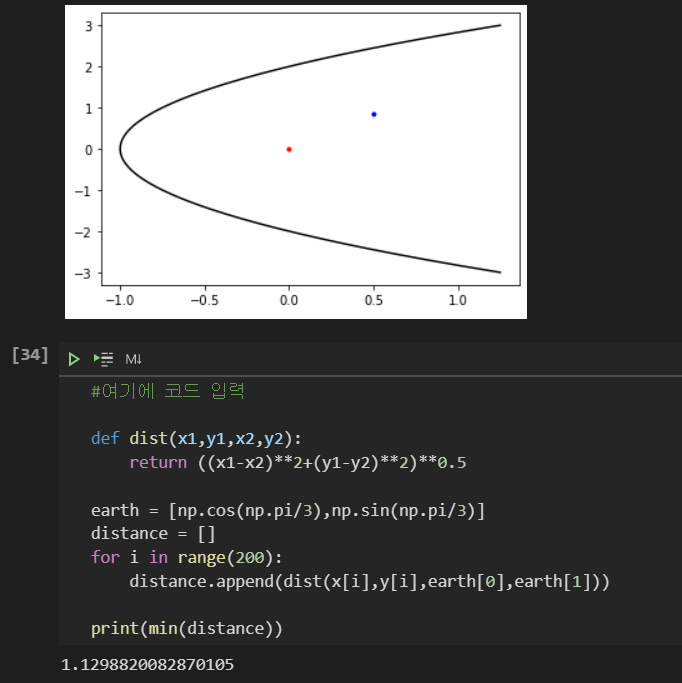 3
2
1
0
−1
−2
−3
−1.0 −0.5 0.0 0.5 1.0
[34]
M↓
#여기에 코드 입력
def dist(x1,y1,x2,y2):
    return ((x1-x2)**2+(y1-y2)**2)**0.5
earth = [np.cos(np.pi/3),np.sin(np.pi/3)]
distance = []
for i in range(200):
    distance.append(dist(x[i],y[i],earth[0],earth[1]))
print(min(distance))
1.1298820082870105